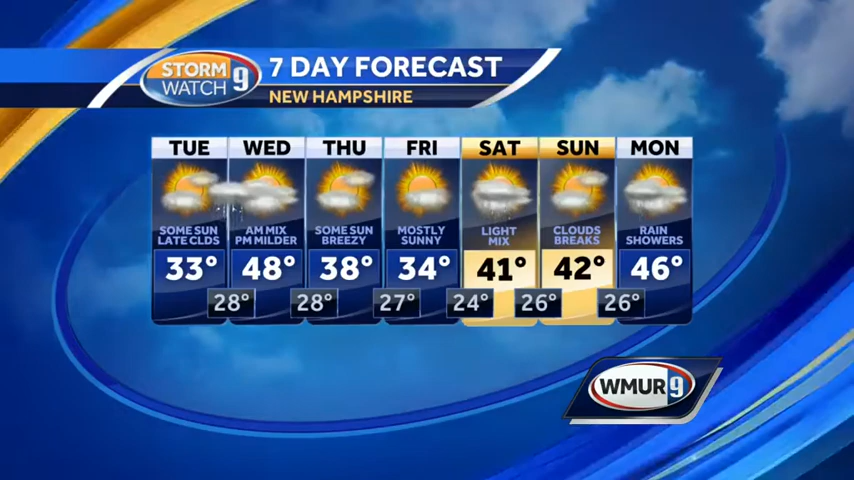 STORM
WATCH 9
7 DAY FORECAST
NEW HAMPSHIRE
TUE WED THU FRI SAT SUN MON
SOME SUN AM MIX SOME SUN MOSTLY LIGHT CLOUDS RAIN
LATE CLDS PM MILDER BREEZY SUNNY MIX BREAKS SHOWERS
33° 48° 38° 34° 41° 42° 46°
28° 28° 27° 24° 26° 26°
WMUR 9